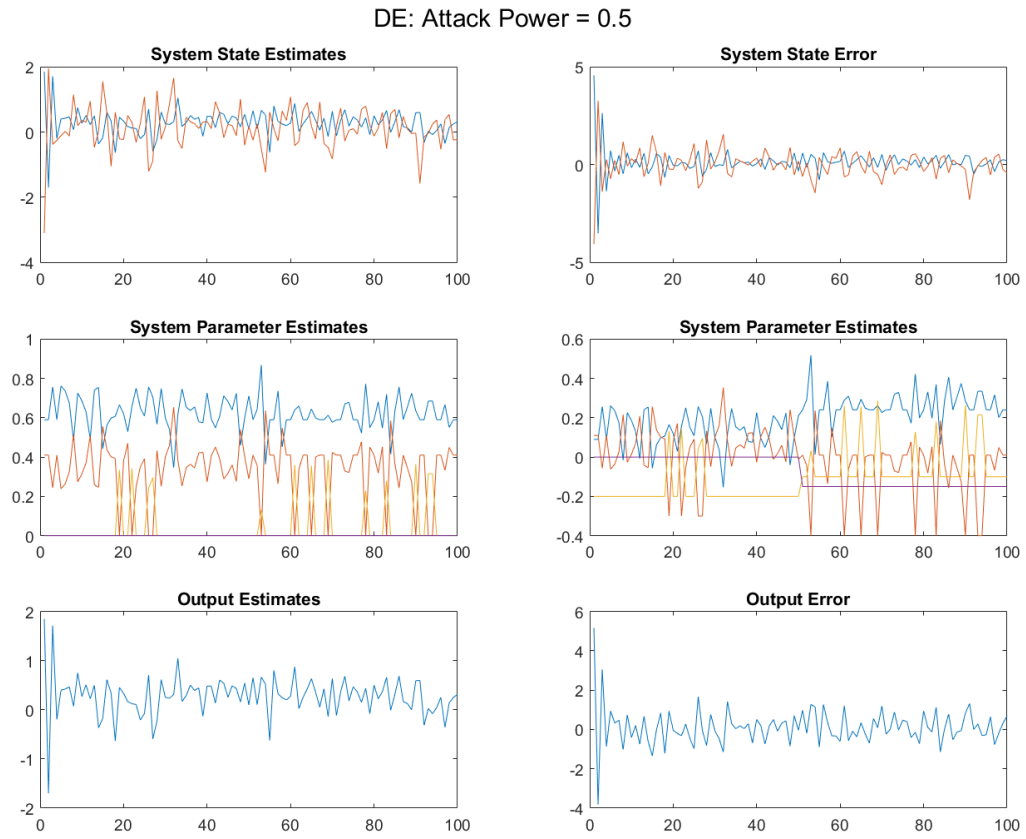 DE: Attack Power = 0.5
System State Estimates
2
0
-2
-4
0 20 40 60 80 100
System State Error
5
0
-5
0 20 40 60 80 100
System Parameter Estimates
1
0.8
0.6
0.4
0.2
0
0 20 40 60 80 100
System Parameter Estimates
0.6
0.4
0.2
0
-0.2
-0.4
0 20 40 60 80 100
Output Estimates
2
1
0
-1
-2
0 20 40 60 80 100
Output Error
6
4
2
0
-2
-4
0 20 40 60 80 100